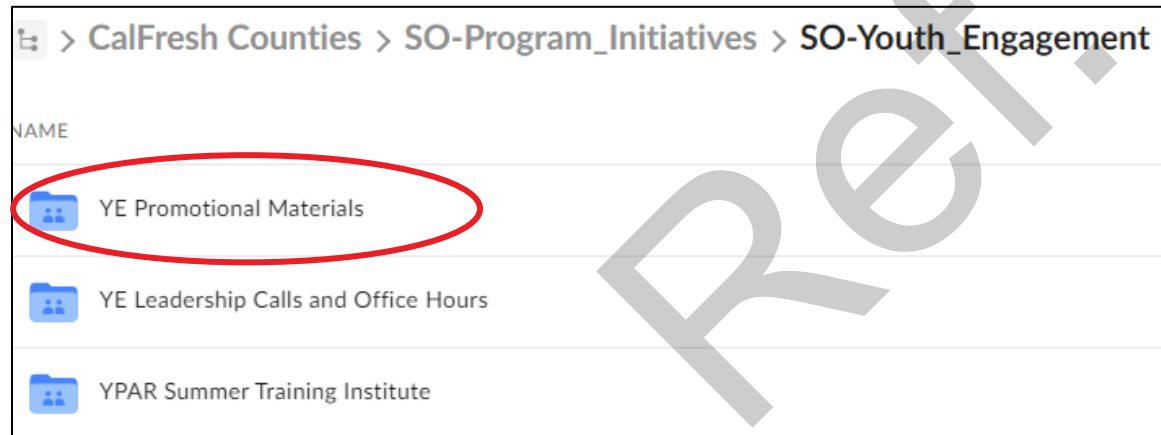 > CalFresh Counties > SO-Program_Initiatives > SO-Youth_Engagement
NAME
YE Promotional Materials
YE Leadership Calls and Office Hours
YPAR Summer Training Institute
Ref.